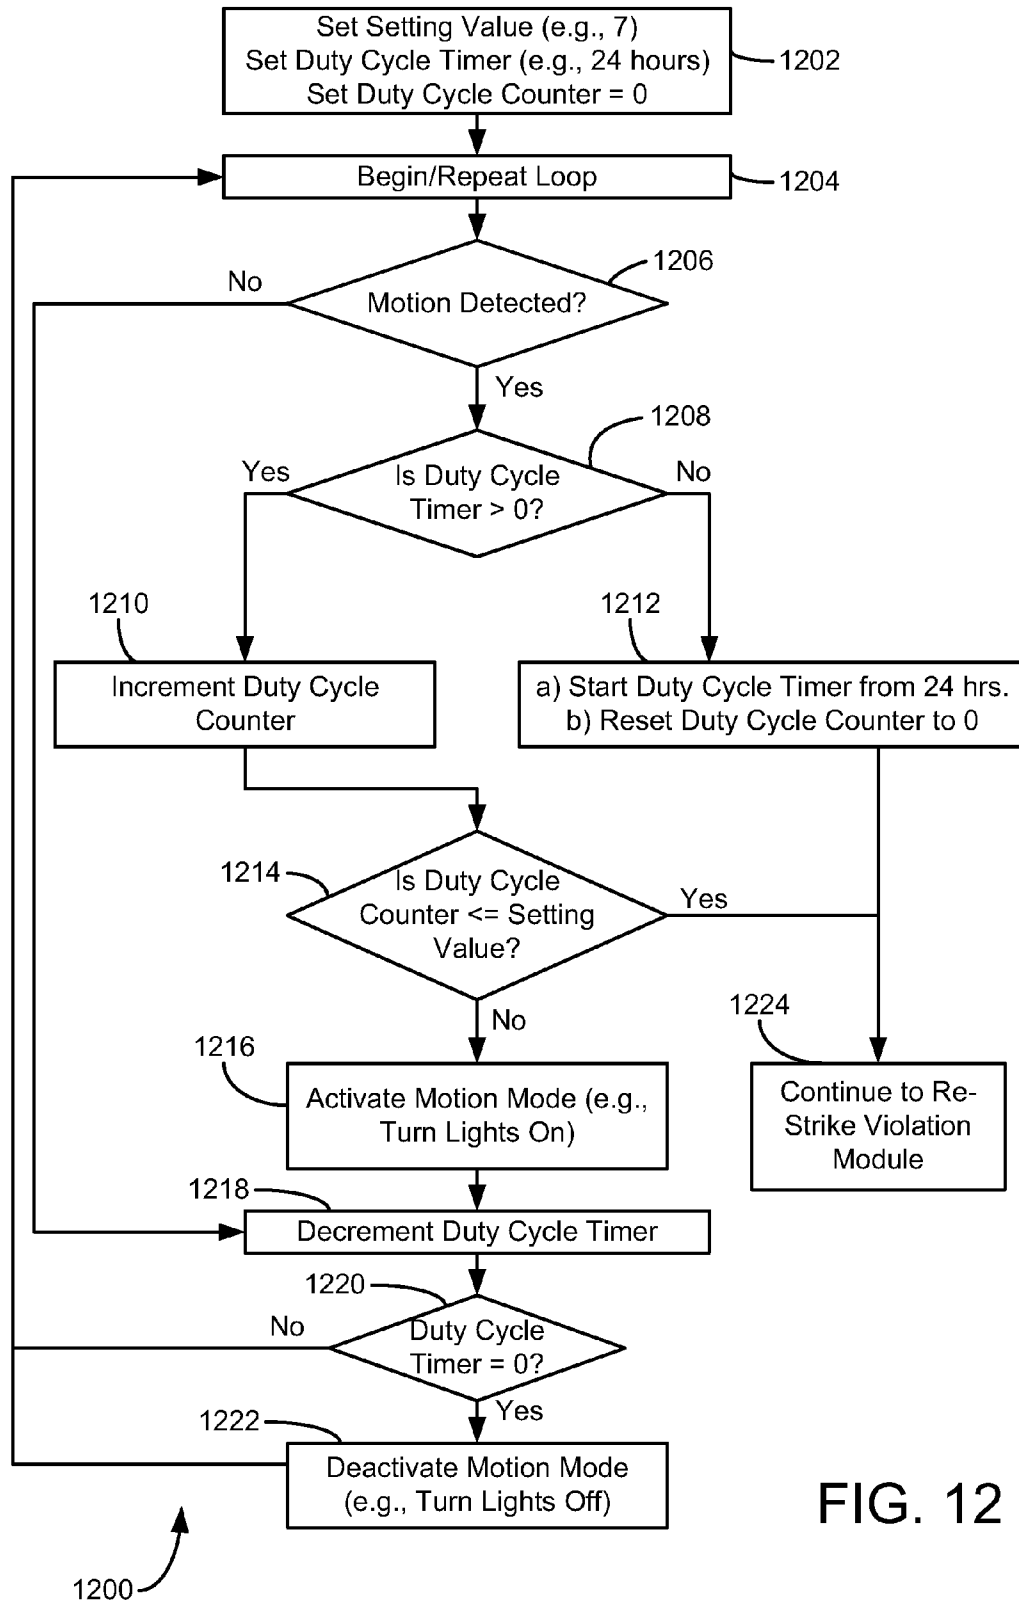 Set Setting Value (e.g., 7)
Set Duty Cycle Timer (e.g., 24 hours)
Set Duty Cycle Counter = 0
1202
Begin/Repeat Loop
1204
1206
No
Motion Detected?
Yes
1208
Yes
Is Duty Cycle
Timer > 0?
No
1210
1212
Increment Duty Cycle
Counter
a) Start Duty Cycle Timer from 24 hrs.
b) Reset Duty Cycle Counter to 0
1214
Is Duty Cycle
Counter <= Setting
Value?
Yes
No
1224
1216
Activate Motion Mode (e.g.,
Turn Lights On)
Continue to Re-
Strike Violation
Module
1218
Decrement Duty Cycle Timer
1220
No
Duty Cycle
Timer = 0?
Yes
1222
Deactivate Motion Mode
(e.g., Turn Lights Off)
FIG. 12
1200